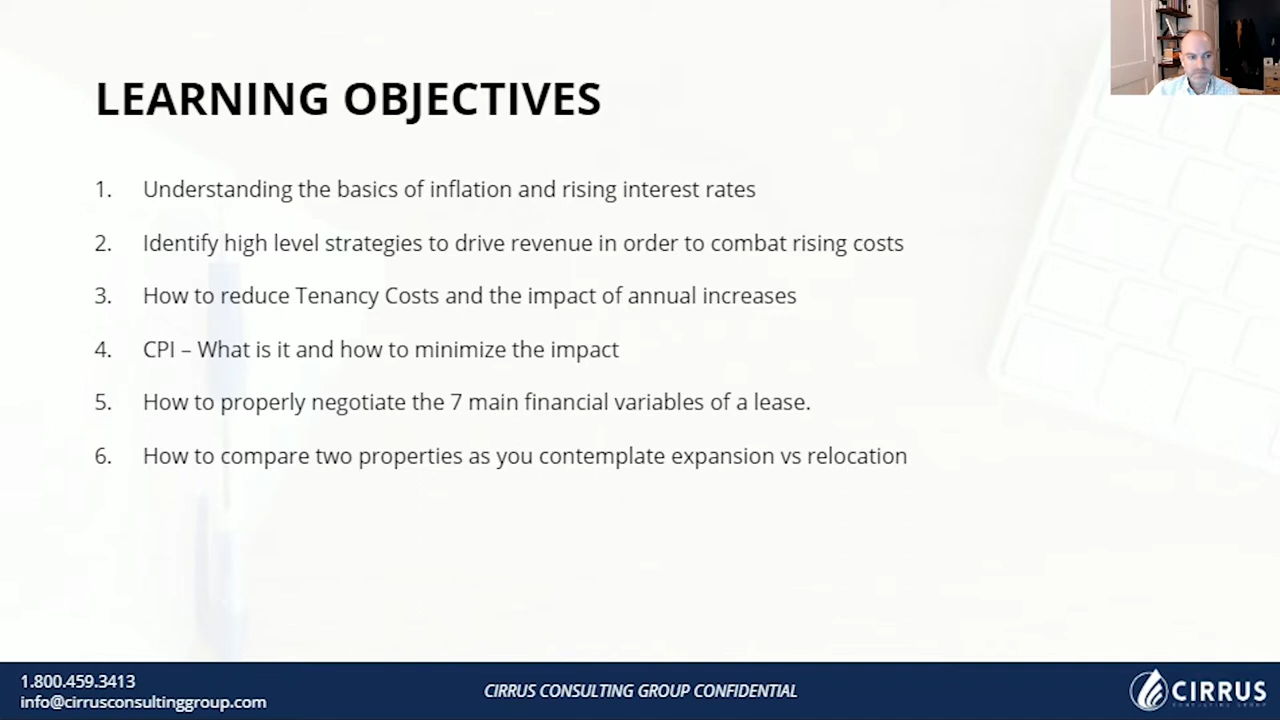 LEARNING OBJECTIVES
1. Understanding the basics of inflation and rising interest rates
2. Identify high level strategies to drive revenue in order to combat rising costs
3. How to reduce Tenancy Costs and the impact of annual increases
4. CPI – What is it and how to minimize the impact
5. How to properly negotiate the 7 main financial variables of a lease.
6. How to compare two properties as you contemplate expansion vs relocation
1.800.459.3413
info@cirrusconsultinggroup.com
CIRRUS CONSULTING GROUP CONFIDENTIAL
CIRRUS
CONSULTING GROUP